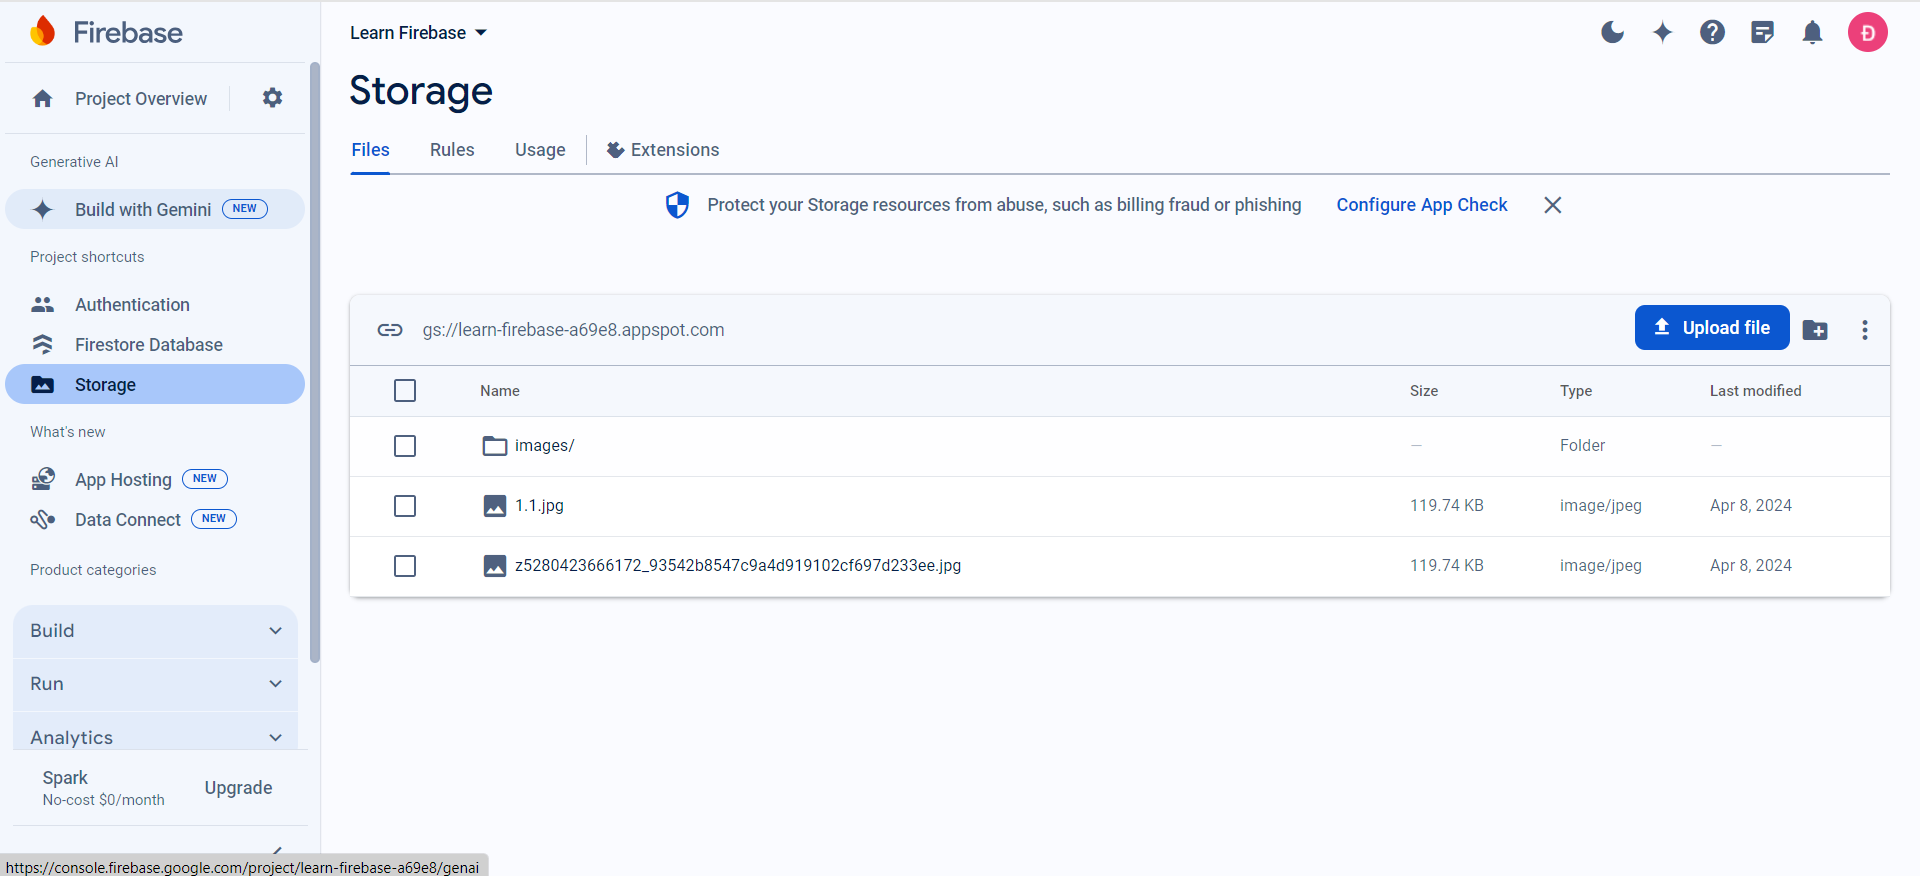 Firebase
Project Overview
Generative AI
Build with Gemini NEW
Project shortcuts
Authentication
Firestore Database
Storage
What's new
App Hosting NEW
Data Connect NEW
Product categories
Build
Run
Analytics
Spark
No-cost $0/month
Upgrade
https://console.firebase.google.com/project/learn-firebase-a69e8/genai
Learn Firebase
Đ
Storage
Files Rules Usage Extensions
Protect your Storage resources from abuse, such as billing fraud or phishing Configure App Check
gs://learn-firebase-a69e8.appspot.com Upload file
Name Size Type Last modified
images/ — Folder —
1.1.jpg 119.74 KB image/jpeg Apr 8, 2024
z5280423666172_93542b8547c9a4d919102cf697d233ee.jpg 119.74 KB image/jpeg Apr 8, 2024